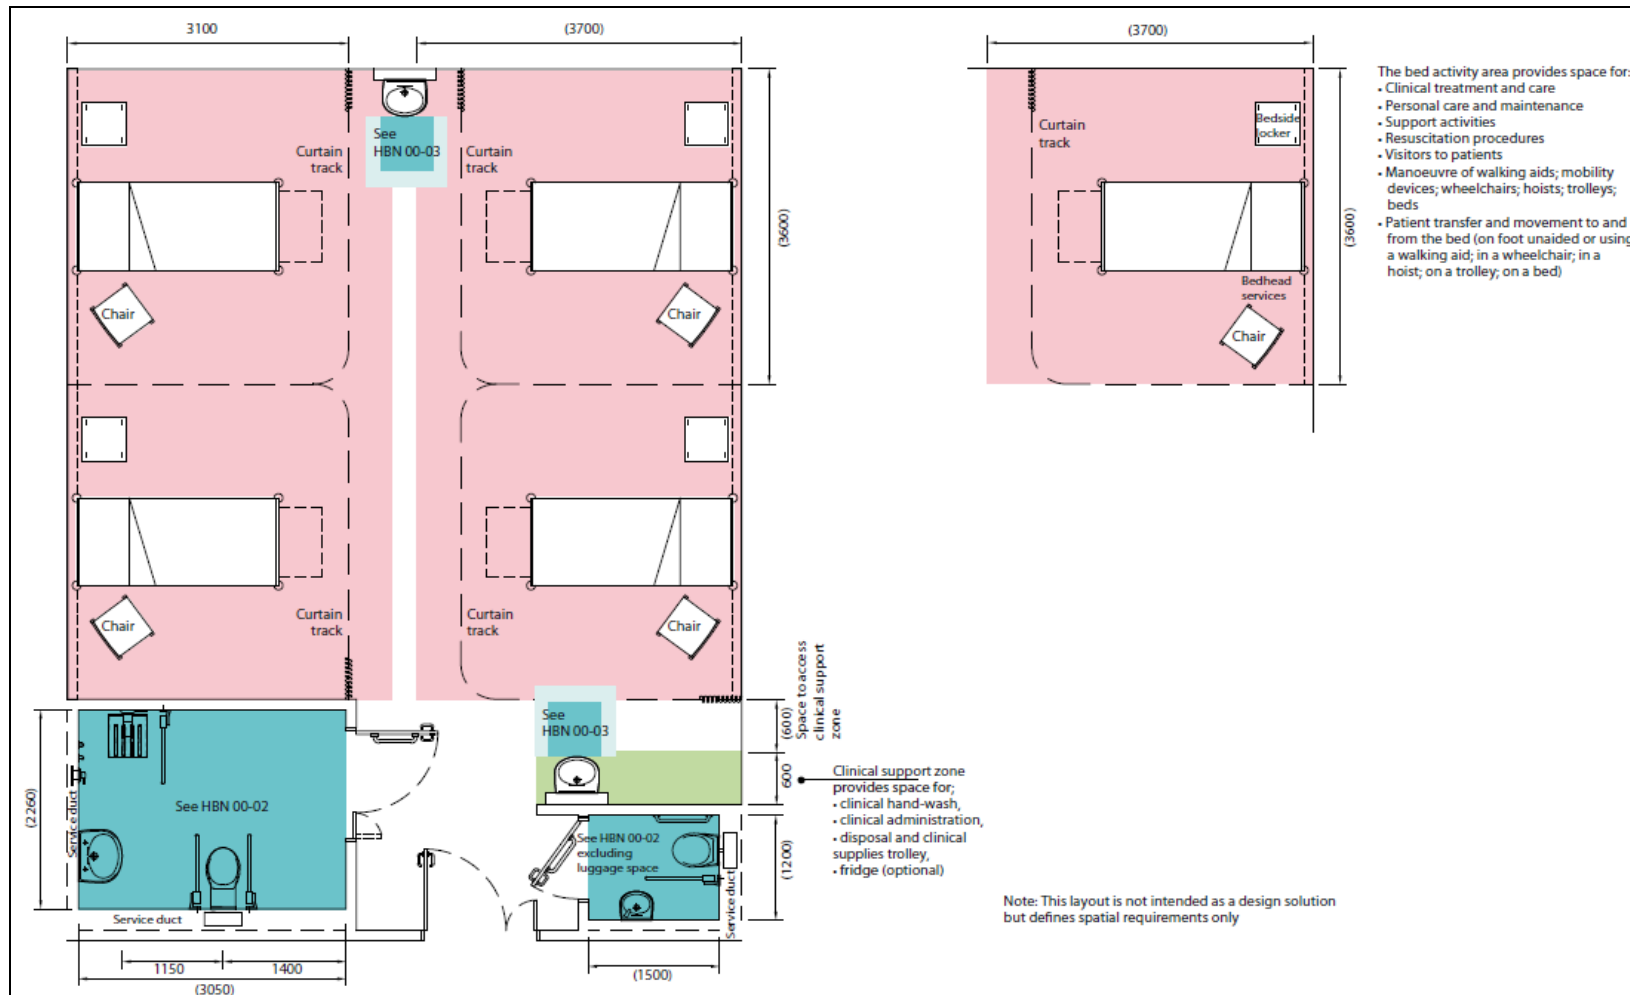 3100
(3700)
(3700)
The bed activity area provides space for:
• Clinical treatment and care
• Personal care and maintenance
• Support activities
• Resuscitation procedures
• Visitors to patients
• Manoeuvre of walking aids; mobility
devices; wheelchairs; hoists; trolleys;
beds
• Patient transfer and movement to and
from the bed (on foot unaided or using
a walking aid; in a wheelchair; in a
hoist; on a trolley; on a bed)
See
HBN 00-03
Curtain
track
Curtain
track
Curtain
track
Bedside
locker
(3600)
(3600)
Bedhead
services
Chair
Chair
Chair
Chair
Chair
Curtain
track
Curtain
track
See
HBN 00-03
(600)
Space to access
clinical support
zone
600
Clinical support zone
provides space for;
• clinical hand-wash,
• clinical administration,
• disposal and clinical
supplies trolley,
• fridge (optional)
(2260)
Service duct
See HBN 00-02
Service duct
See HBN 00-02
excluding
luggage space
(1200)
Service duct
1150
1400
(3050)
(1500)
Note: This layout is not intended as a design solution
but defines spatial requirements only